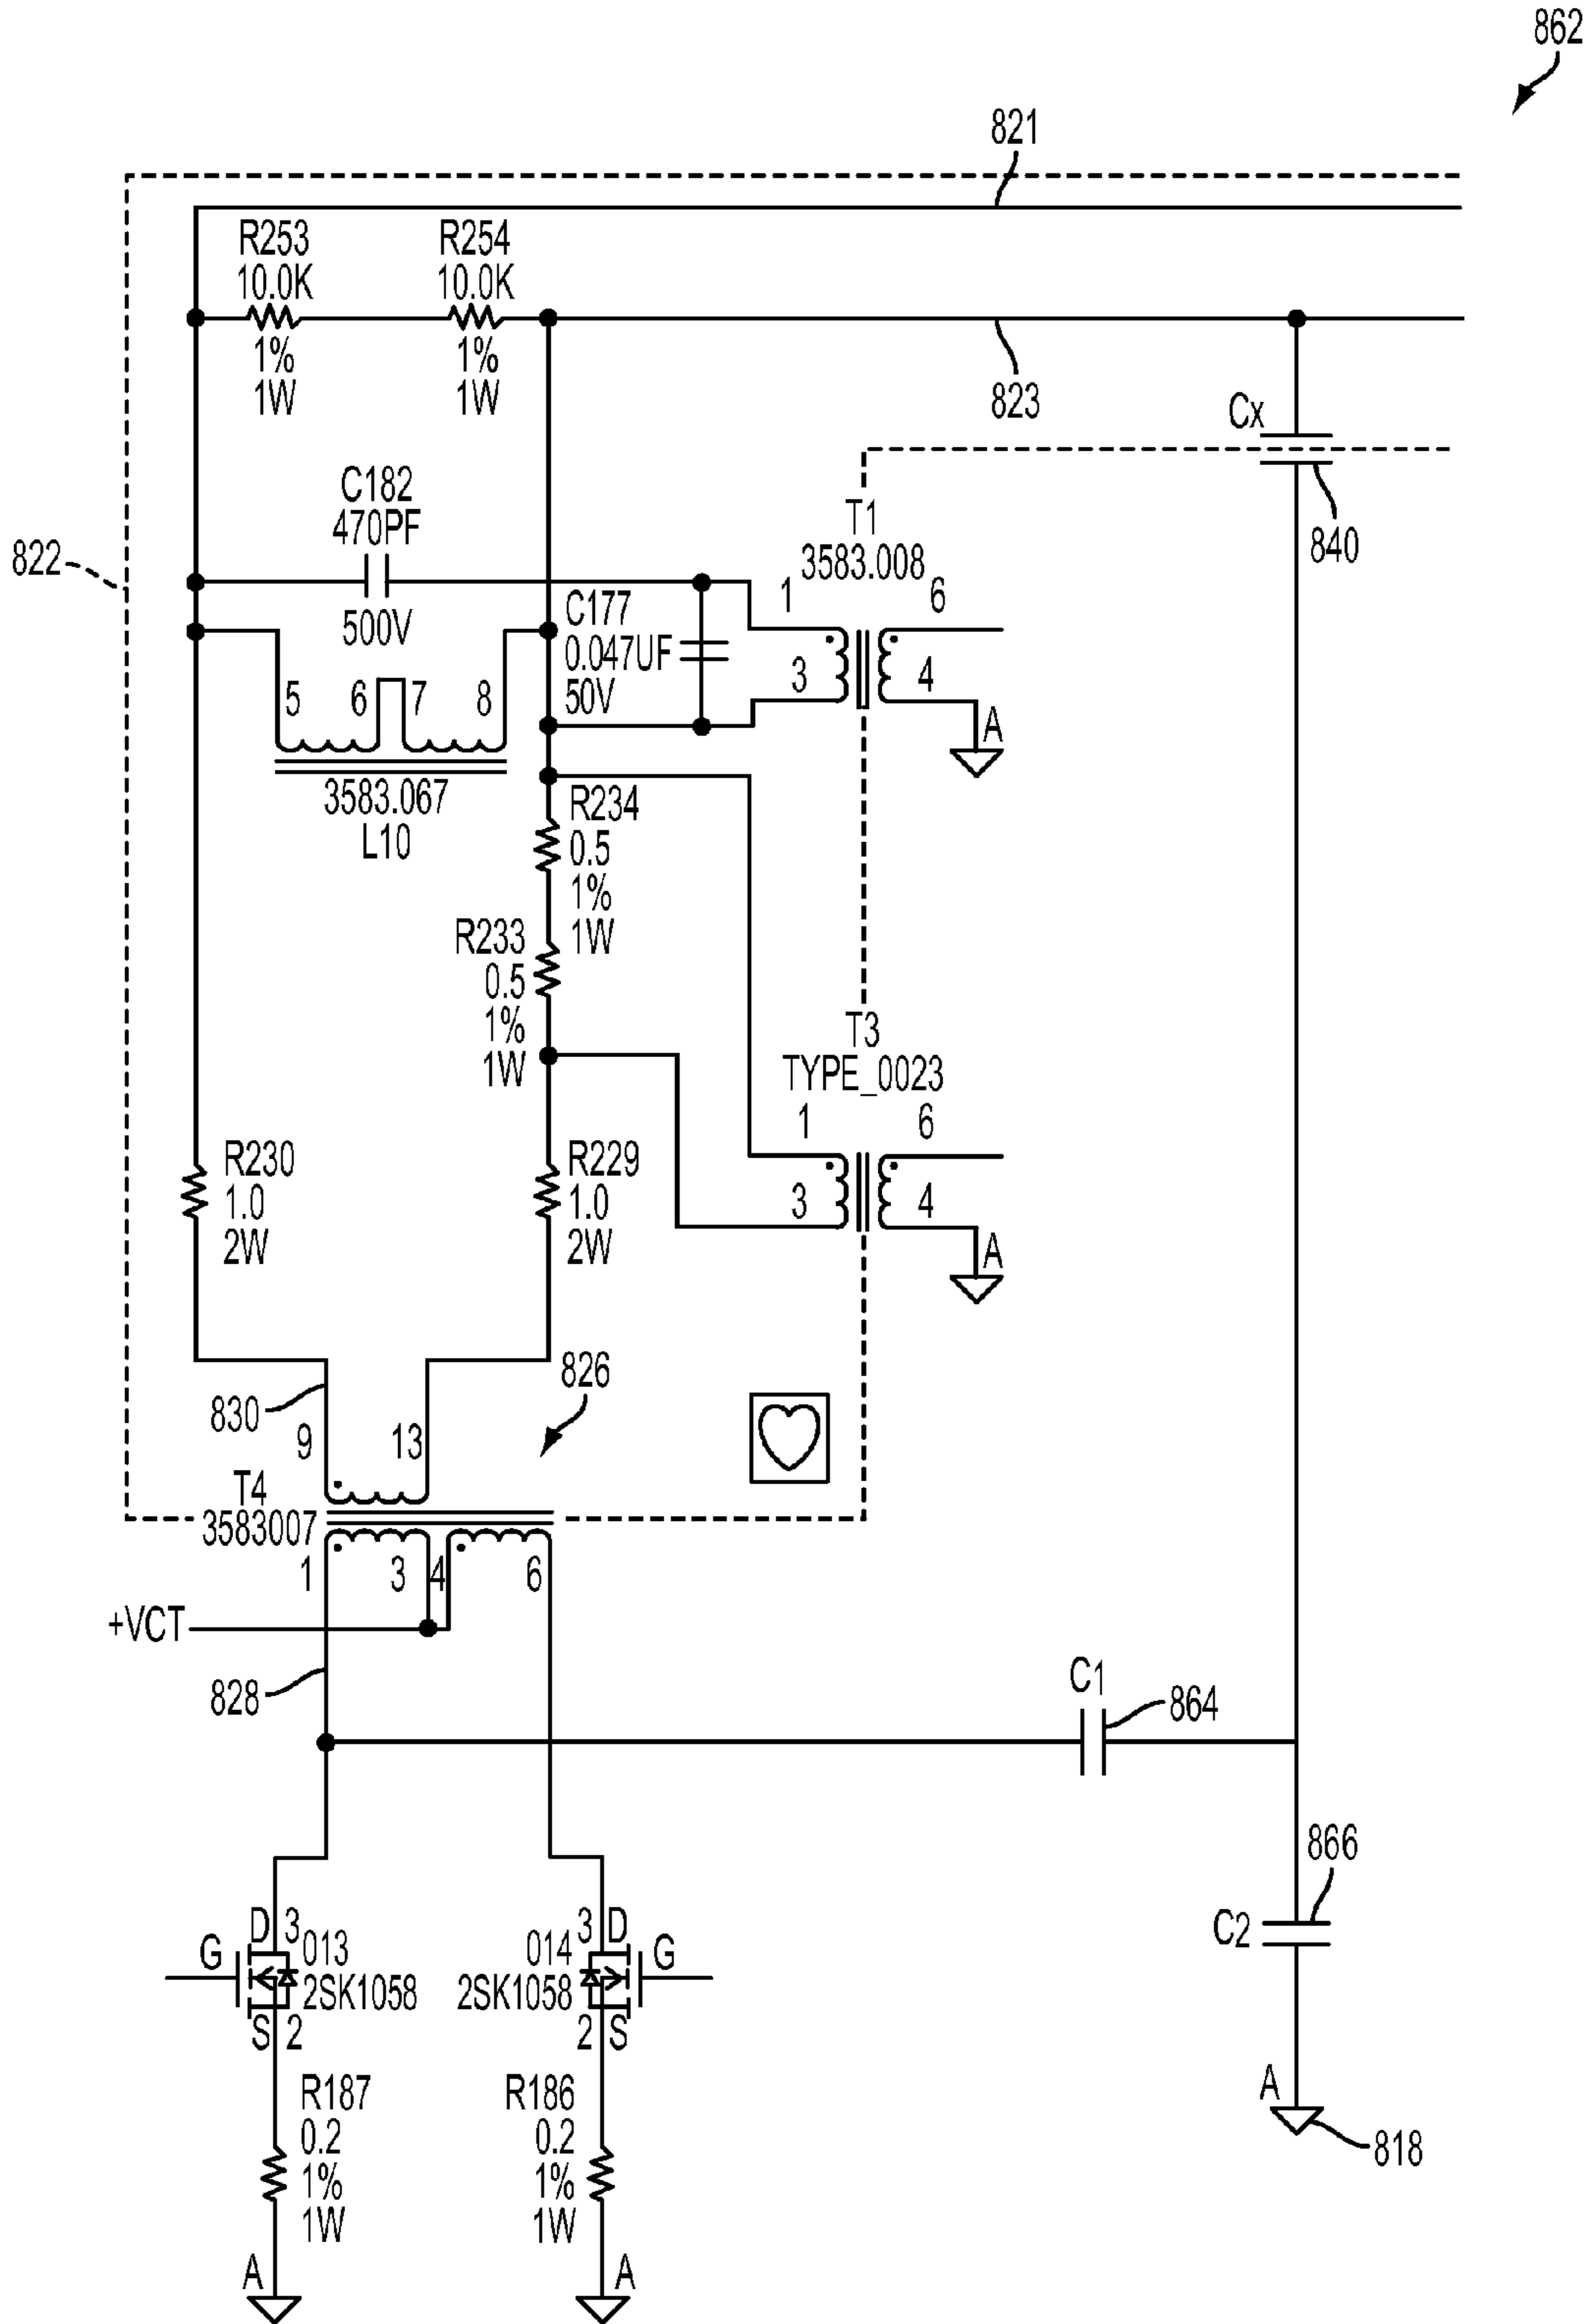 862
821
R253
10.0K
1%
1W
R254
10.0K
1%
1W
823
Cx
840
C182
470PF
500V
822
T1
3583.008
1
6
3
4
A
C177
0.047UF
50V
5
6
7
8
3583.067
L10
R234
0.5
1%
1W
R233
0.5
1%
1W
T3
TYPE_0023
1
6
3
4
A
R230
1.0
2W
R229
1.0
2W
826
830
9
13
T4
3583007
1
3
4
6
+VCT
828
C1
864
866
C2
G
D
3
O13
2SK1058
S
2
3
D
O14
2SK1058
G
2
S
R187
0.2
1%
1W
R186
0.2
1%
1W
A
818
A
A